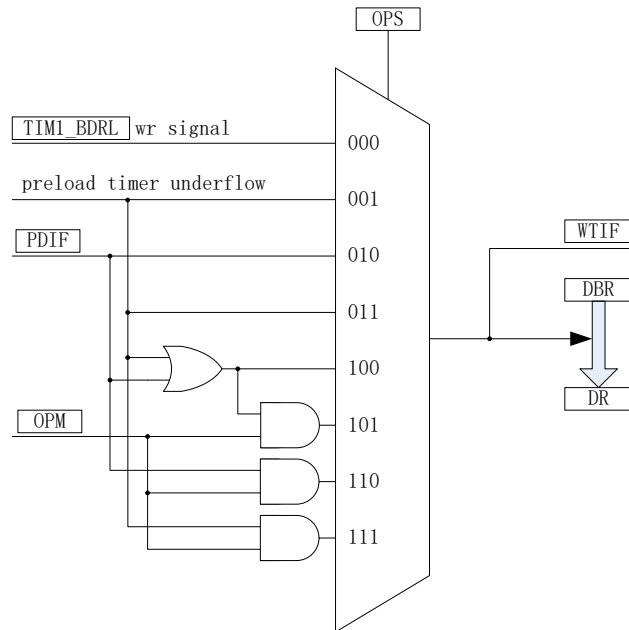 OPS
TIM1_BDRL wr signal
000
preload timer underflow
001
PDIF
010
WTIF
DBR
011
100
DR
OPM
101
110
111